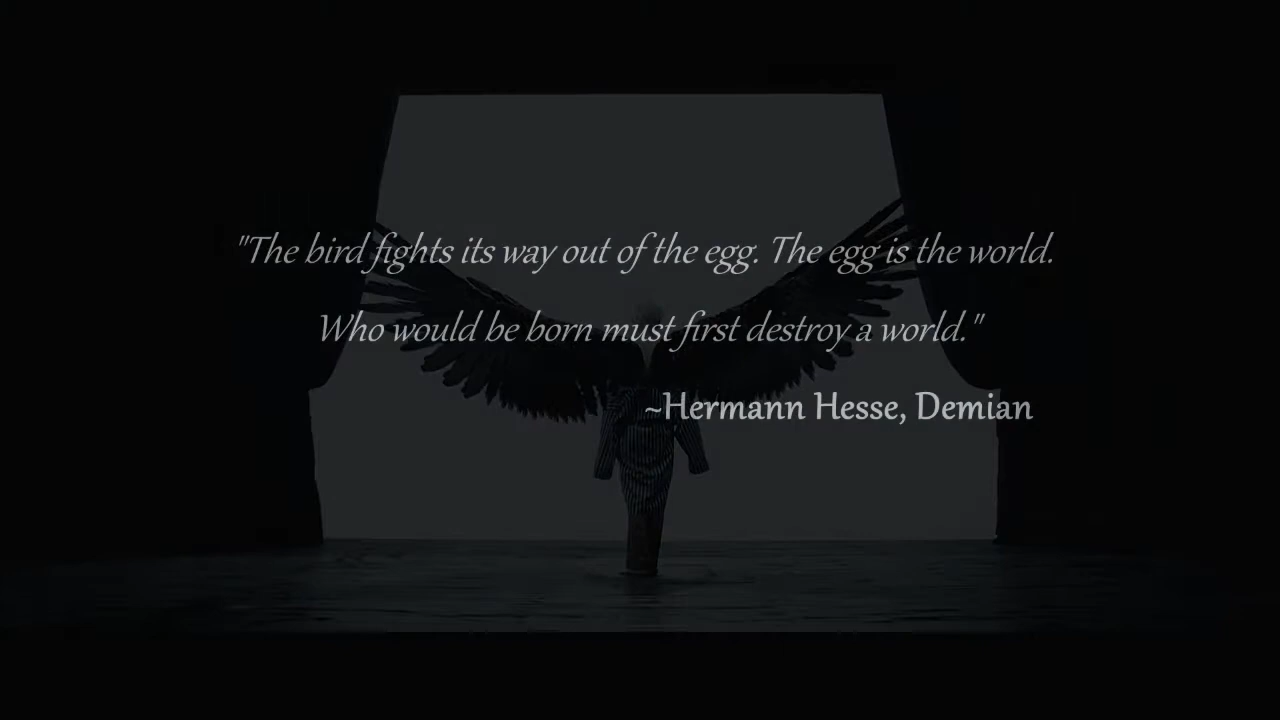 "The bird fights its way out of the egg. The egg is the world.
Who would be born must first destroy a world."
~Hermann Hesse, Demian